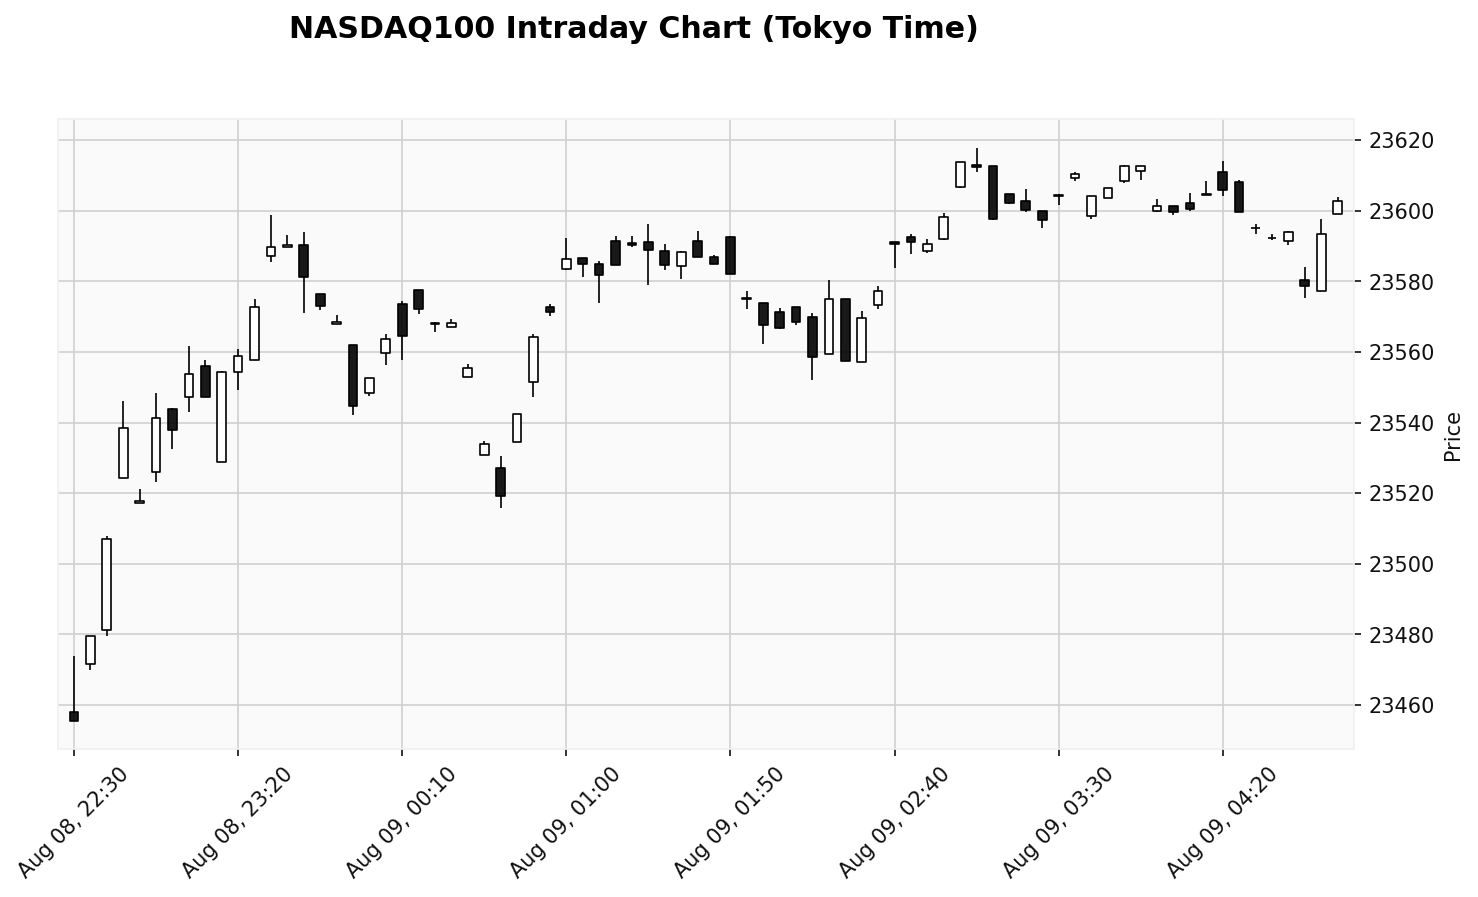 NASDAQ100 Intraday Chart (Tokyo Time)
23620
23600
23580
23560
23540
23520
23500
23480
23460
Price
Aug 08, 22:30
Aug 08, 23:20
Aug 09, 00:10
Aug 09, 01:00
Aug 09, 01:50
Aug 09, 02:40
Aug 09, 03:30
Aug 09, 04:20